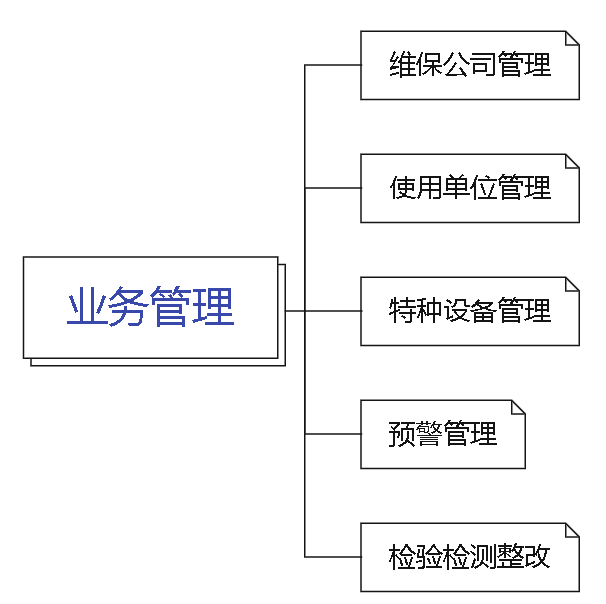 业务管理
维保公司管理
使用单位管理
特种设备管理
预警管理
检验检测整改